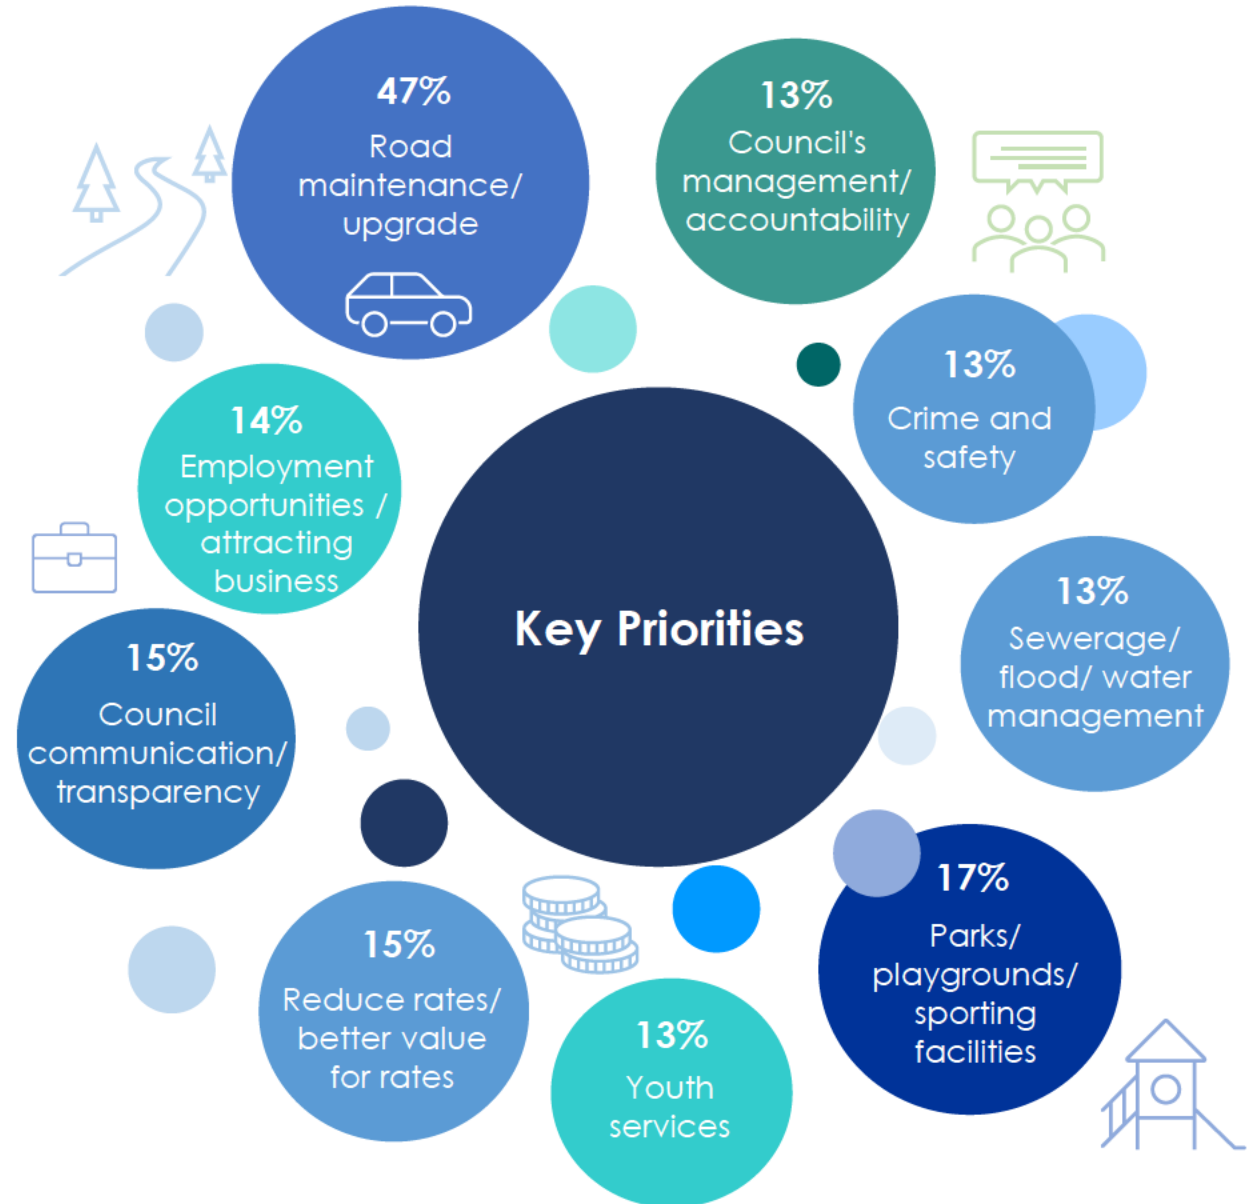 47%
Road
maintenance/
upgrade
13%
Council's
management/
accountability
13%
Crime and
safety
14%
Employment
opportunities /
attracting
business
13%
Sewerage/
flood/ water
management
Key Priorities
15%
Council
communication/
transparency
17%
Parks/
playgrounds/
sporting
facilities
15%
Reduce rates/
better value
for rates
13%
Youth
services